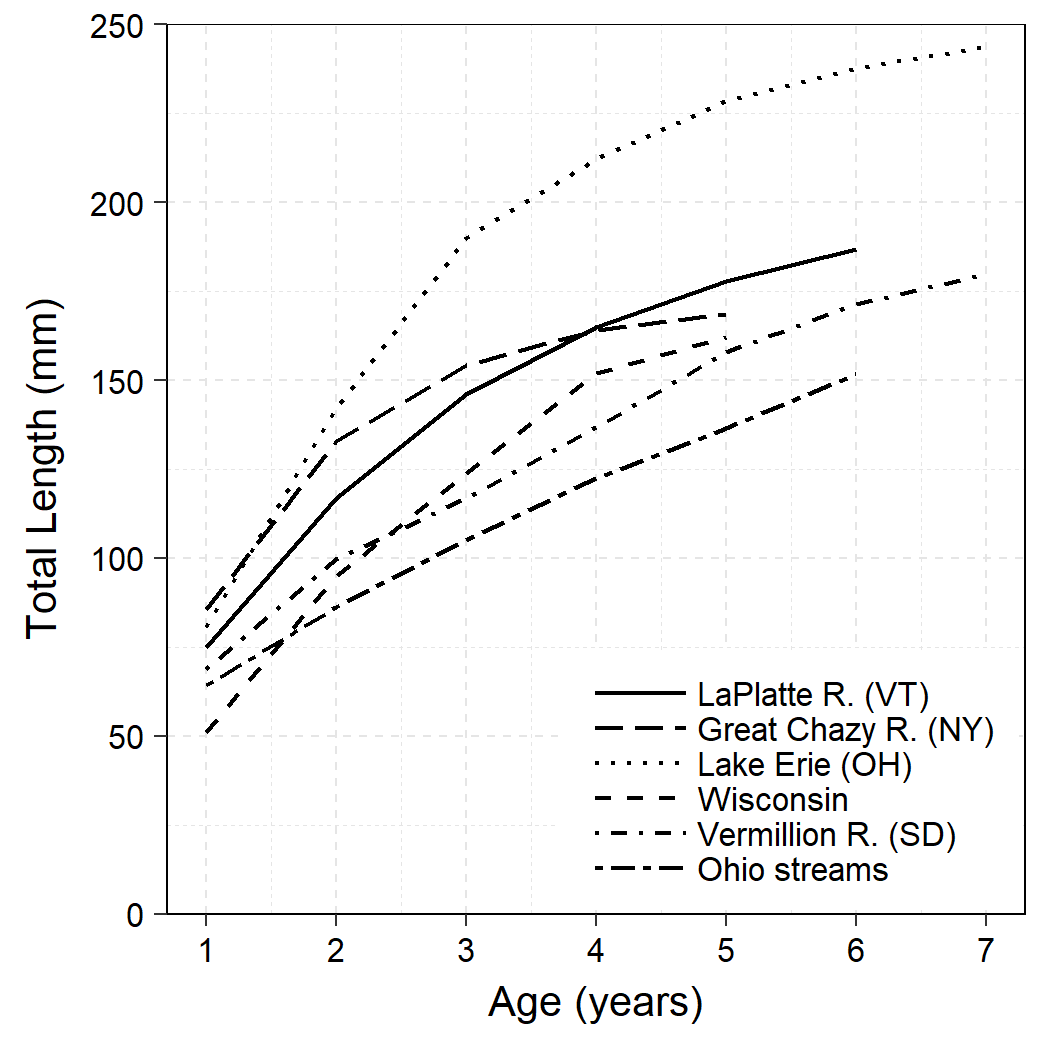 250
200
150
100
50
0
Total Length (mm)
LaPlatte R. (VT)
Great Chazy R. (NY)
Lake Erie (OH)
Wisconsin
Vermillion R. (SD)
Ohio streams
1 2 3 4 5 6 7
Age (years)